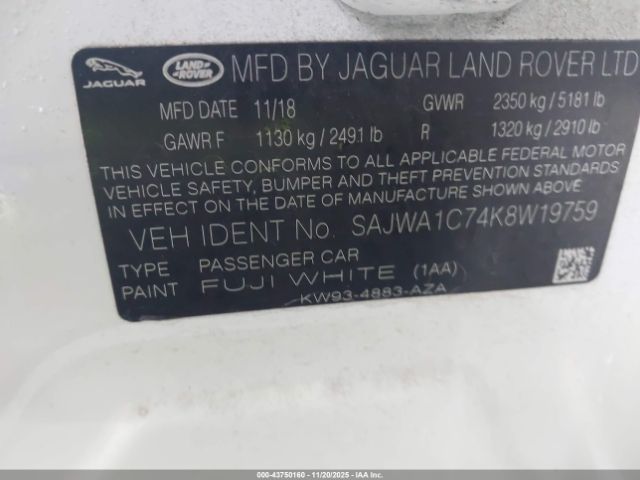 JAGUAR LAND ROVER MFD BY JAGUAR LAND ROVER LTD
MFD DATE 11/18 GVWR 2350 kg / 5181 lb
GAWR F 1130 kg / 2491 lb R 1320 kg / 2910 lb
THIS VEHICLE CONFORMS TO ALL APPLICABLE FEDERAL MOTOR
VEHICLE SAFETY, BUMPER AND THEFT PREVENTION STANDARDS
IN EFFECT ON THE DATE OF MANUFACTURE SHOWN ABOVE.
VEH IDENT No. SAJWA1C74K8W19759
TYPE PASSENGER CAR
PAINT FUJI WHITE (1AA)
KW93-4883-AZA
000-43750160 - 11/20/2025 - IAAI.COM